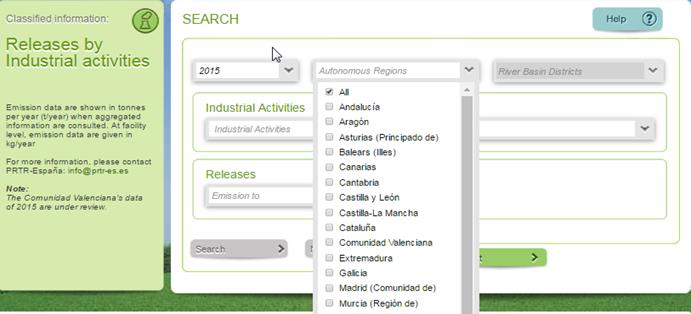 Classified information:
Releases by
Industrial activities
Emission data are shown in tonnes
per year (t/year) when aggregated
information are consulted. At facility
level, emission data are given in
kg/year
For more information, please contact
PRTR-España: info@prtr-es.es
Note:
The Comunidad Valenciana's data
of 2015 are under review.
SEARCH
Help
2015
Autonomous Regions
River Basin Districts
All
Andalucía
Aragón
Asturias (Principado de)
Balears (Illes)
Canarias
Cantabria
Castilla y León
Castilla-La Mancha
Cataluña
Comunidad Valenciana
Extremadura
Galicia
Madrid (Comunidad de)
Murcia (Región de)
Industrial Activities
Industrial Activities
Releases
Emission to
Search